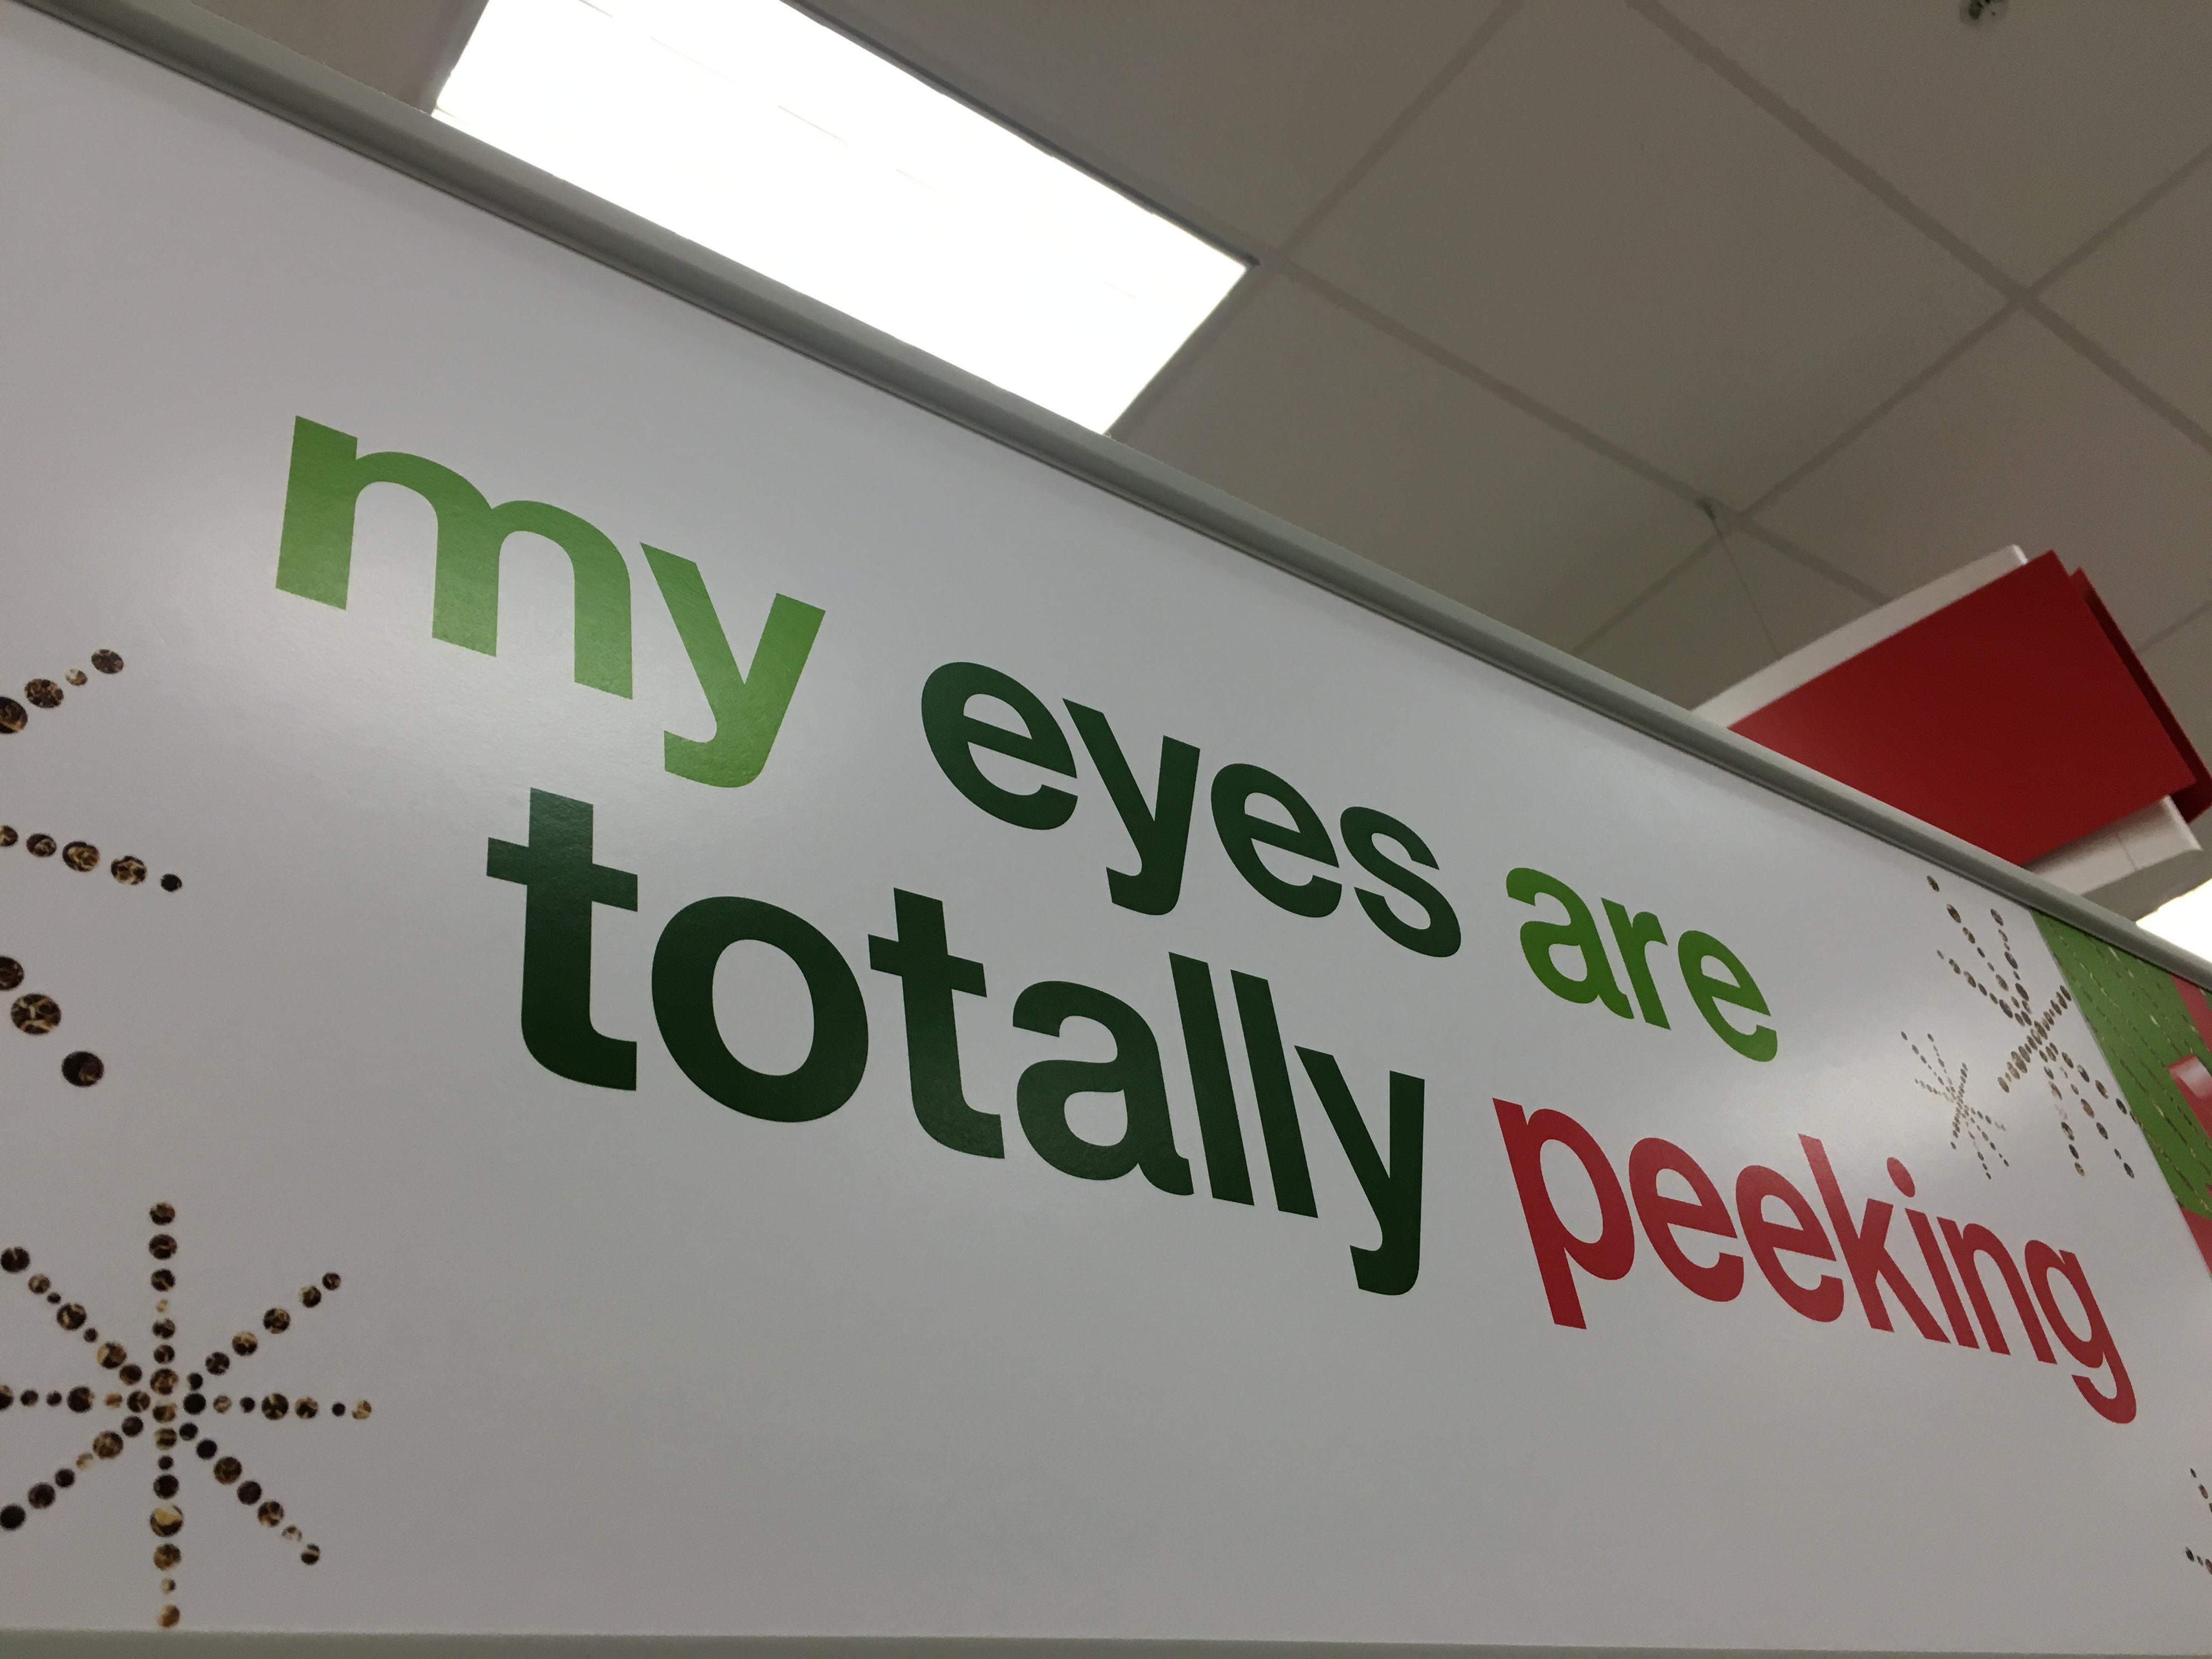 my eyes are
totally peeking